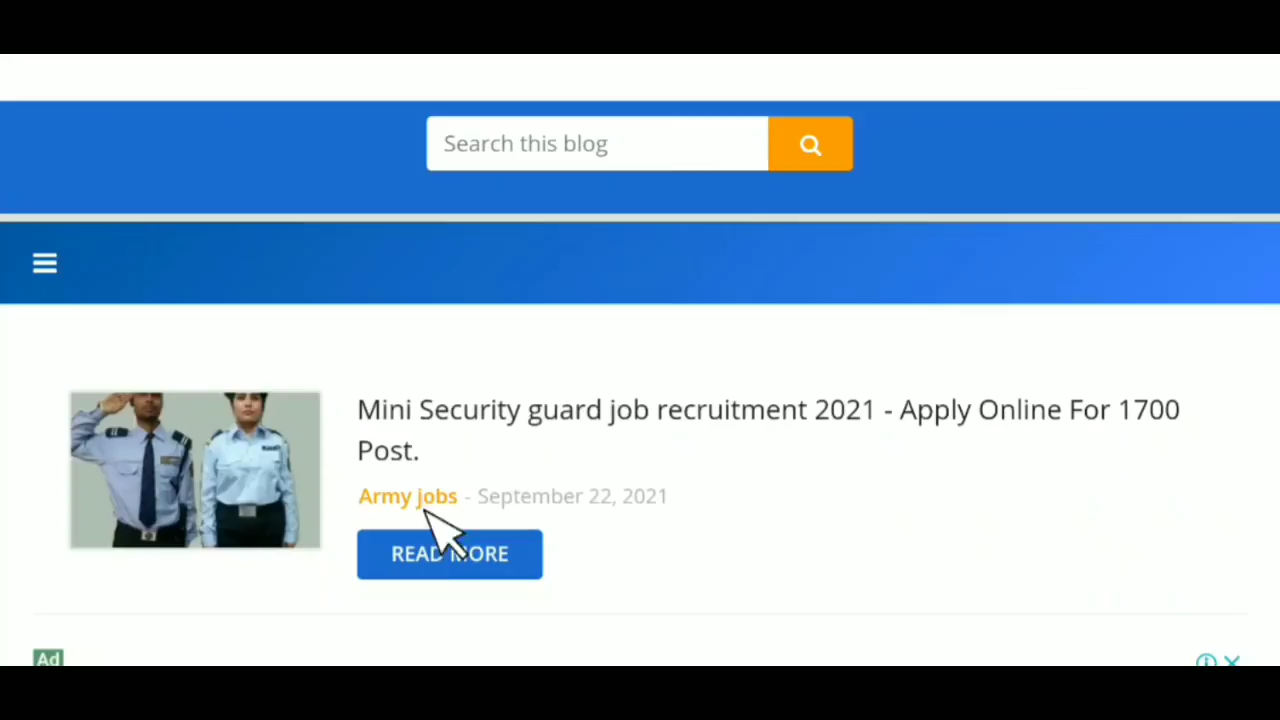 Search this blog
Mini Security guard job recruitment 2021 - Apply Online For 1700
Post.
Army jobs - September 22, 2021
READ MORE
Ad